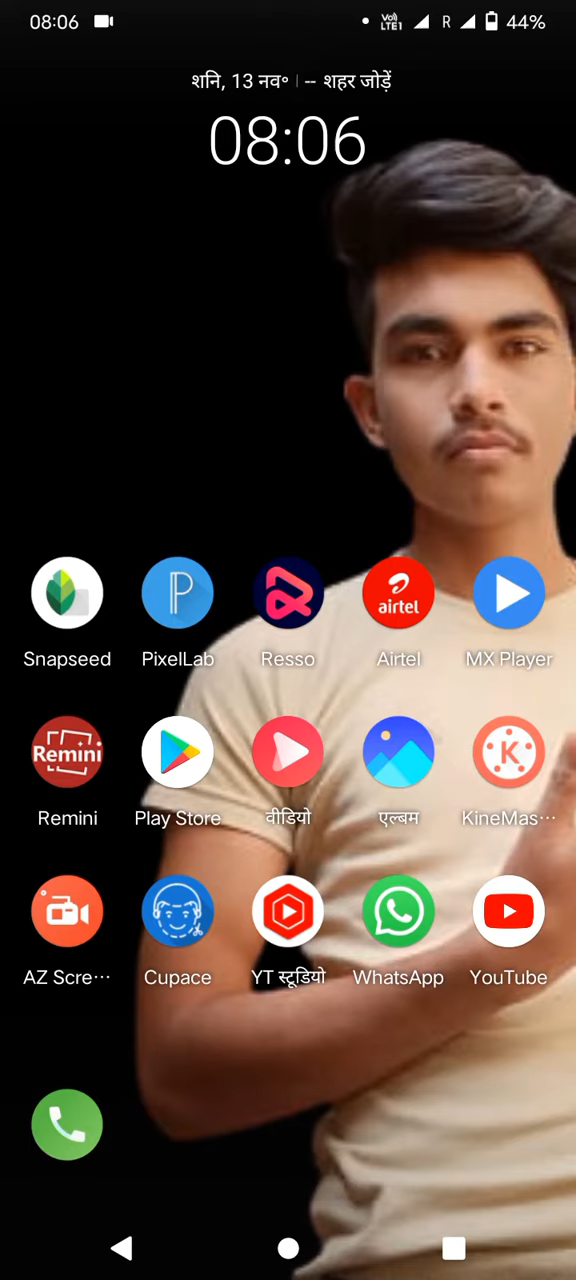 08:06 VoJ) LTE1 R 44%
शनि, 13 नव॰ | -- शहर जोड़ें
08:06
airtel
Snapseed PixelLab Resso Airtel MX Player
Remini K
Remini Play Store वीडियो एल्बम KineMas···
AZ Scre··· Cupace YT स्टूडियो WhatsApp YouTube